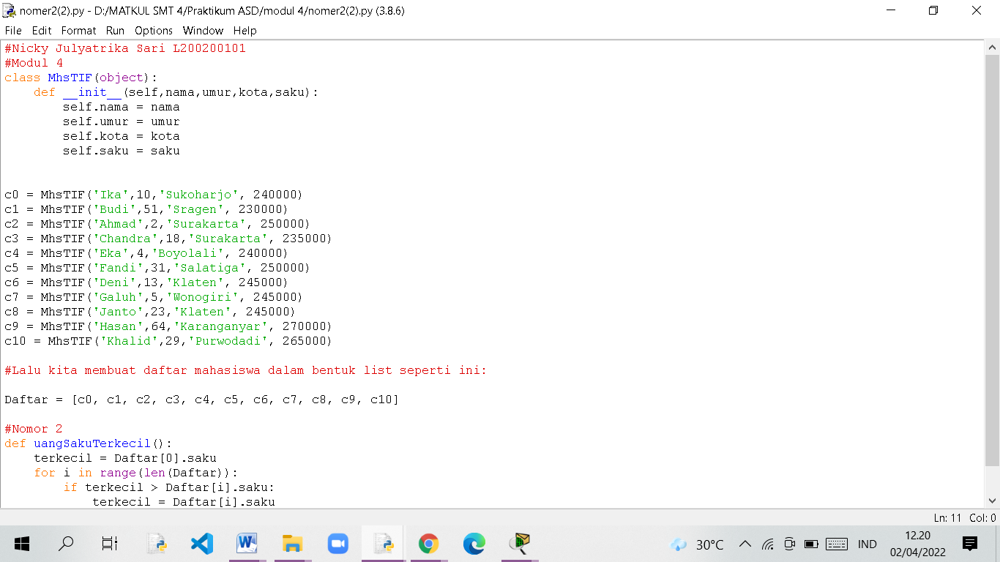 nomer2(2).py - D:/MATKUL SMT 4/Praktikum ASD/modul 4/nomer2(2).py (3.8.6)
File Edit Format Run Options Window Help
#Nicky Julyatrika Sari L200200101
#Modul 4
class MhsTIF(object):
    def __init__(self,nama,umur,kota,saku):
        self.nama = nama
        self.umur = umur
        self.kota = kota
        self.saku = saku
c0 = MhsTIF('Ika',10,'Sukoharjo', 240000)
c1 = MhsTIF('Budi',51,'Sragen', 230000)
c2 = MhsTIF('Ahmad',2,'Surakarta', 250000)
c3 = MhsTIF('Chandra',18,'Surakarta', 235000)
c4 = MhsTIF('Eka',4,'Boyolali', 240000)
c5 = MhsTIF('Fandi',31,'Salatiga', 250000)
c6 = MhsTIF('Deni',13,'Klaten', 245000)
c7 = MhsTIF('Galuh',5,'Wonogiri', 245000)
c8 = MhsTIF('Janto',23,'Klaten', 245000)
c9 = MhsTIF('Hasan',64,'Karanganyar', 270000)
c10 = MhsTIF('Khalid',29,'Purwodadi', 265000)
#Lalu kita membuat daftar mahasiswa dalam bentuk list seperti ini:
Daftar = [c0, c1, c2, c3, c4, c5, c6, c7, c8, c9, c10]
#Nomor 2
def uangSakuTerkecil():
    terkecil = Daftar[0].saku
    for i in range(len(Daftar)):
        if terkecil > Daftar[i].saku:
            terkecil = Daftar[i].saku
Ln: 11 Col: 0
30°C IND 12.20
02/04/2022